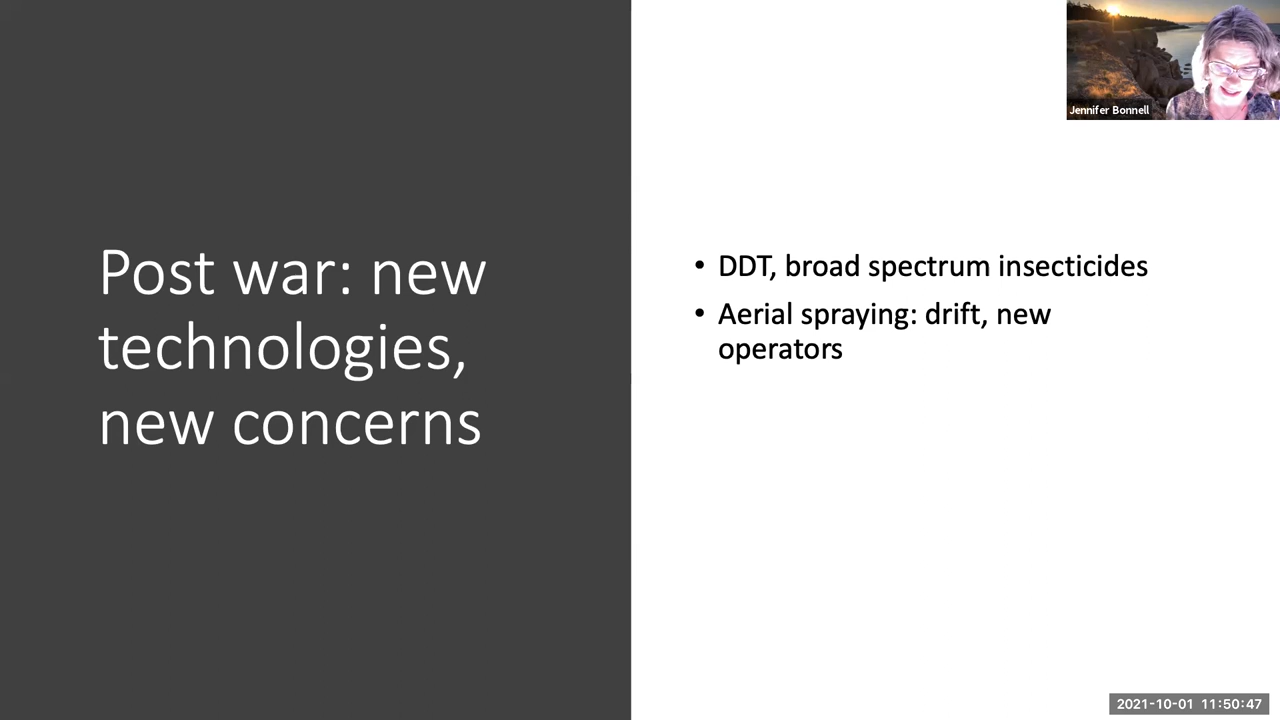 Jennifer Bonnell
Post war: new
technologies,
new concerns
• DDT, broad spectrum insecticides
• Aerial spraying: drift, new
operators
2021-10-01 11:50:47